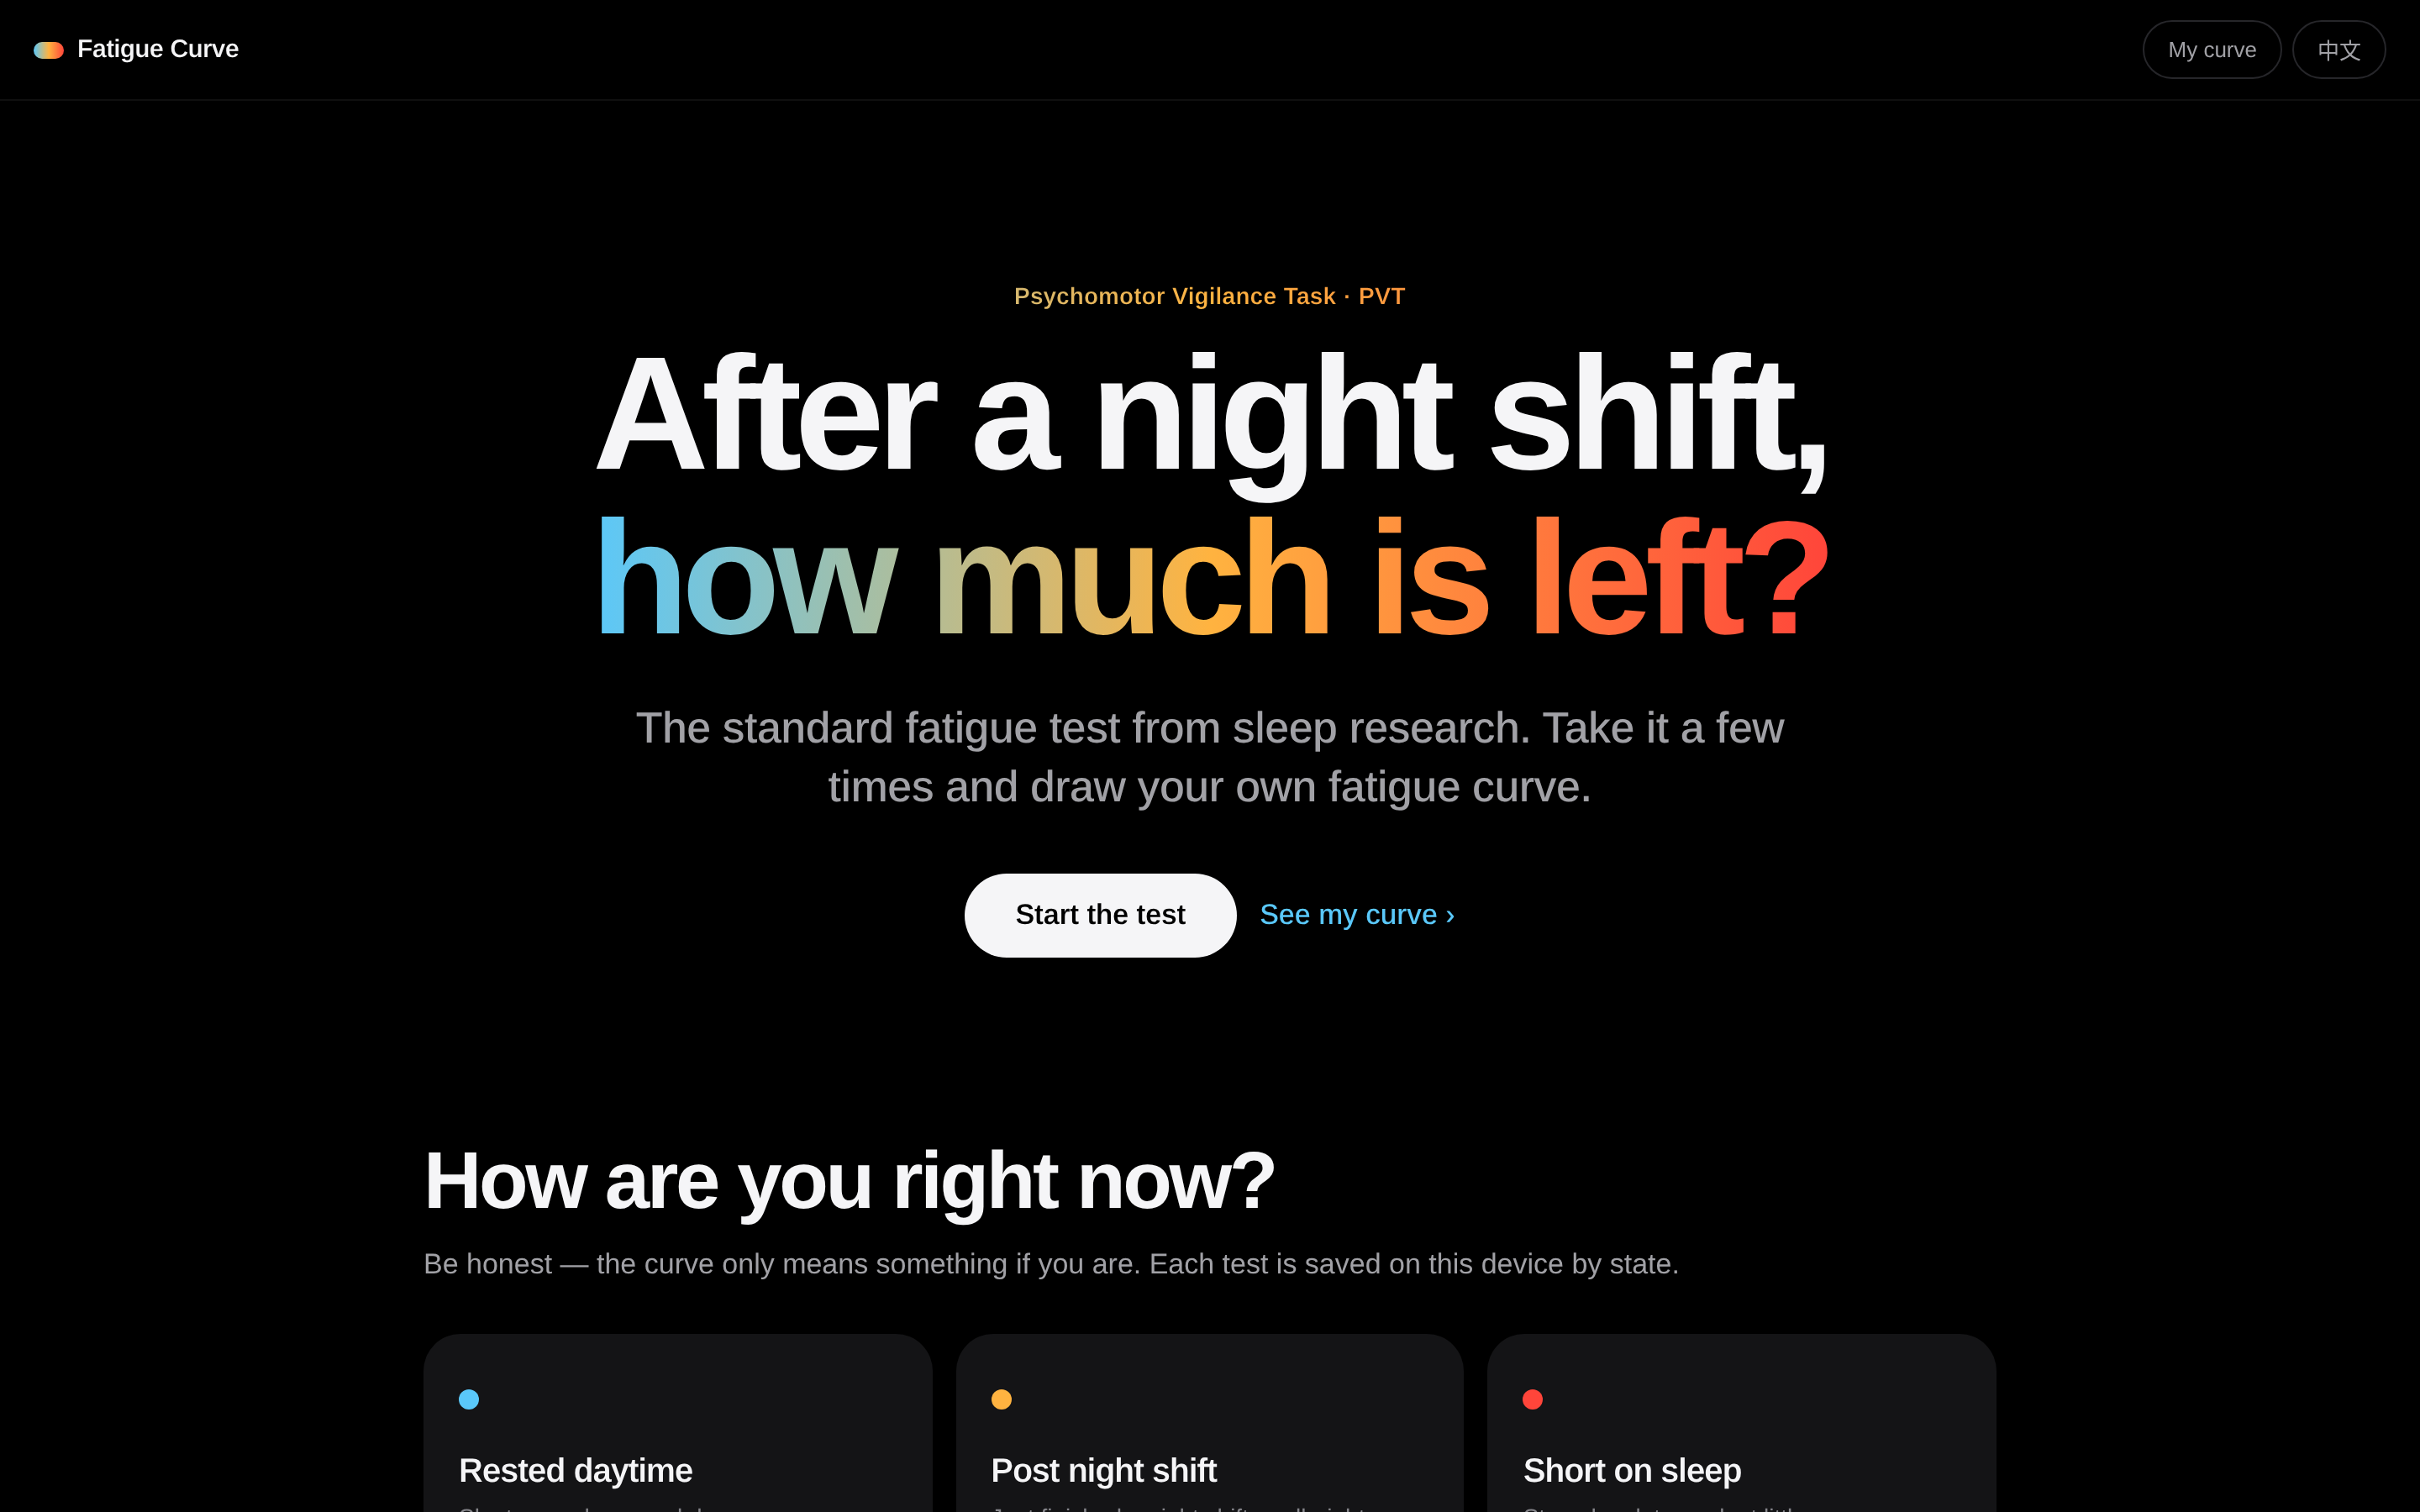 Fatigue Curve
My curve
中文
Psychomotor Vigilance Task · PVT
After a night shift,
how much is left?
The standard fatigue test from sleep research. Take it a few
times and draw your own fatigue curve.
Start the test
See my curve ›
How are you right now?
Be honest — the curve only means something if you are. Each test is saved on this device by state.
Rested daytime
Post night shift
Short on sleep